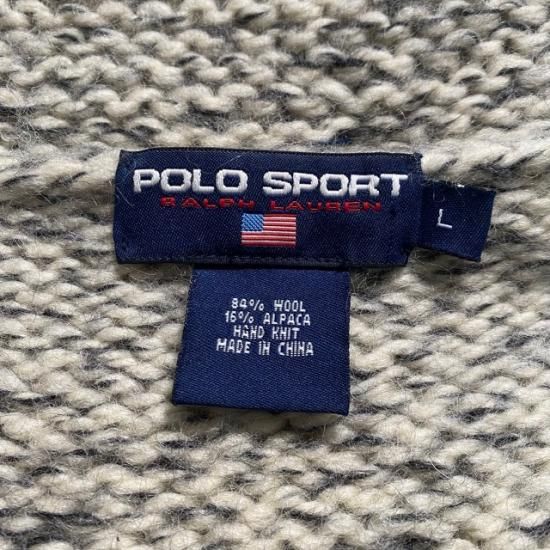 POLO SPORT
RALPH LAUREN
L
84% WOOL
16% ALPACA
HAND KNIT
MADE IN CHINA